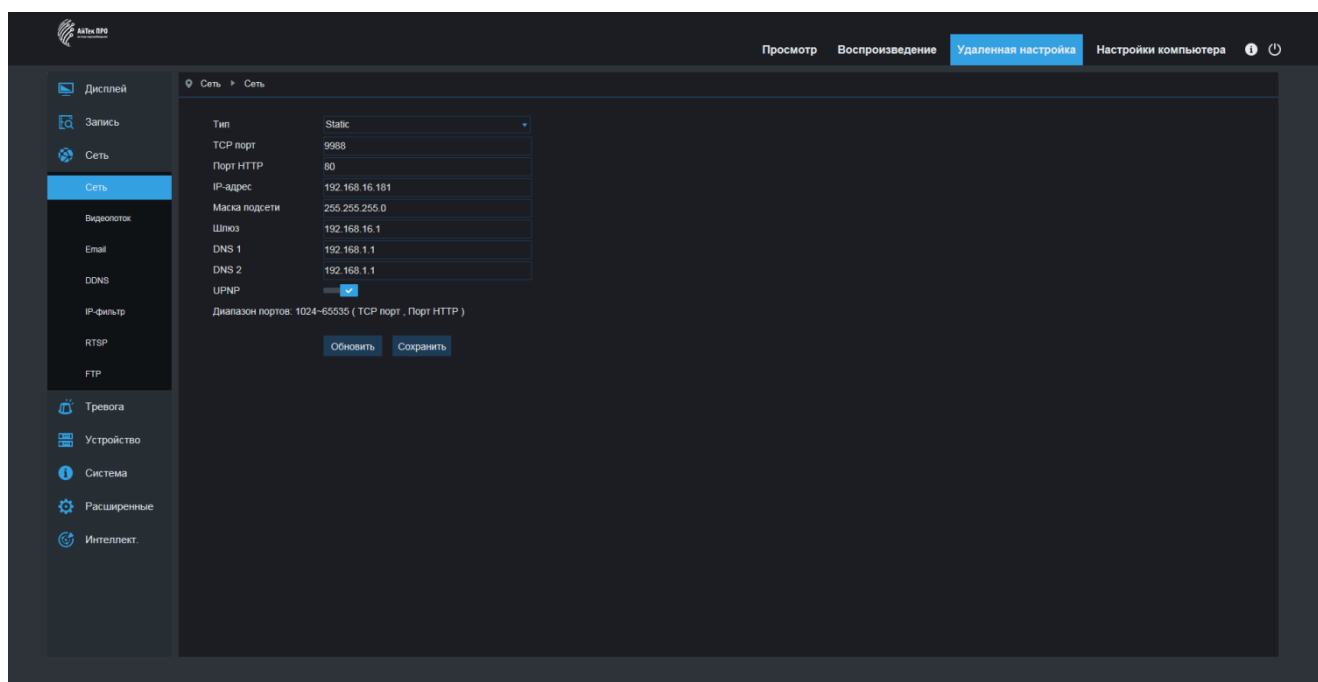 АйТек ПРО
Просмотр Воспроизведение Удаленная настройка Настройки компьютера
Дисплей
Запись
Сеть
Сеть
Видеопоток
Email
DDNS
IP-фильтр
RTSP
FTP
Тревога
Устройство
Система
Расширенные
Интеллект.
Сеть Сеть
Тип Static
TCP порт 9988
Порт HTTP 80
IP-адрес 192.168.16.181
Маска подсети 255.255.255.0
Шлюз 192.168.16.1
DNS 1 192.168.1.1
DNS 2 192.168.1.1
UPNP
Диапазон портов: 1024~65535 ( TCP порт , Порт HTTP )
Обновить Сохранить